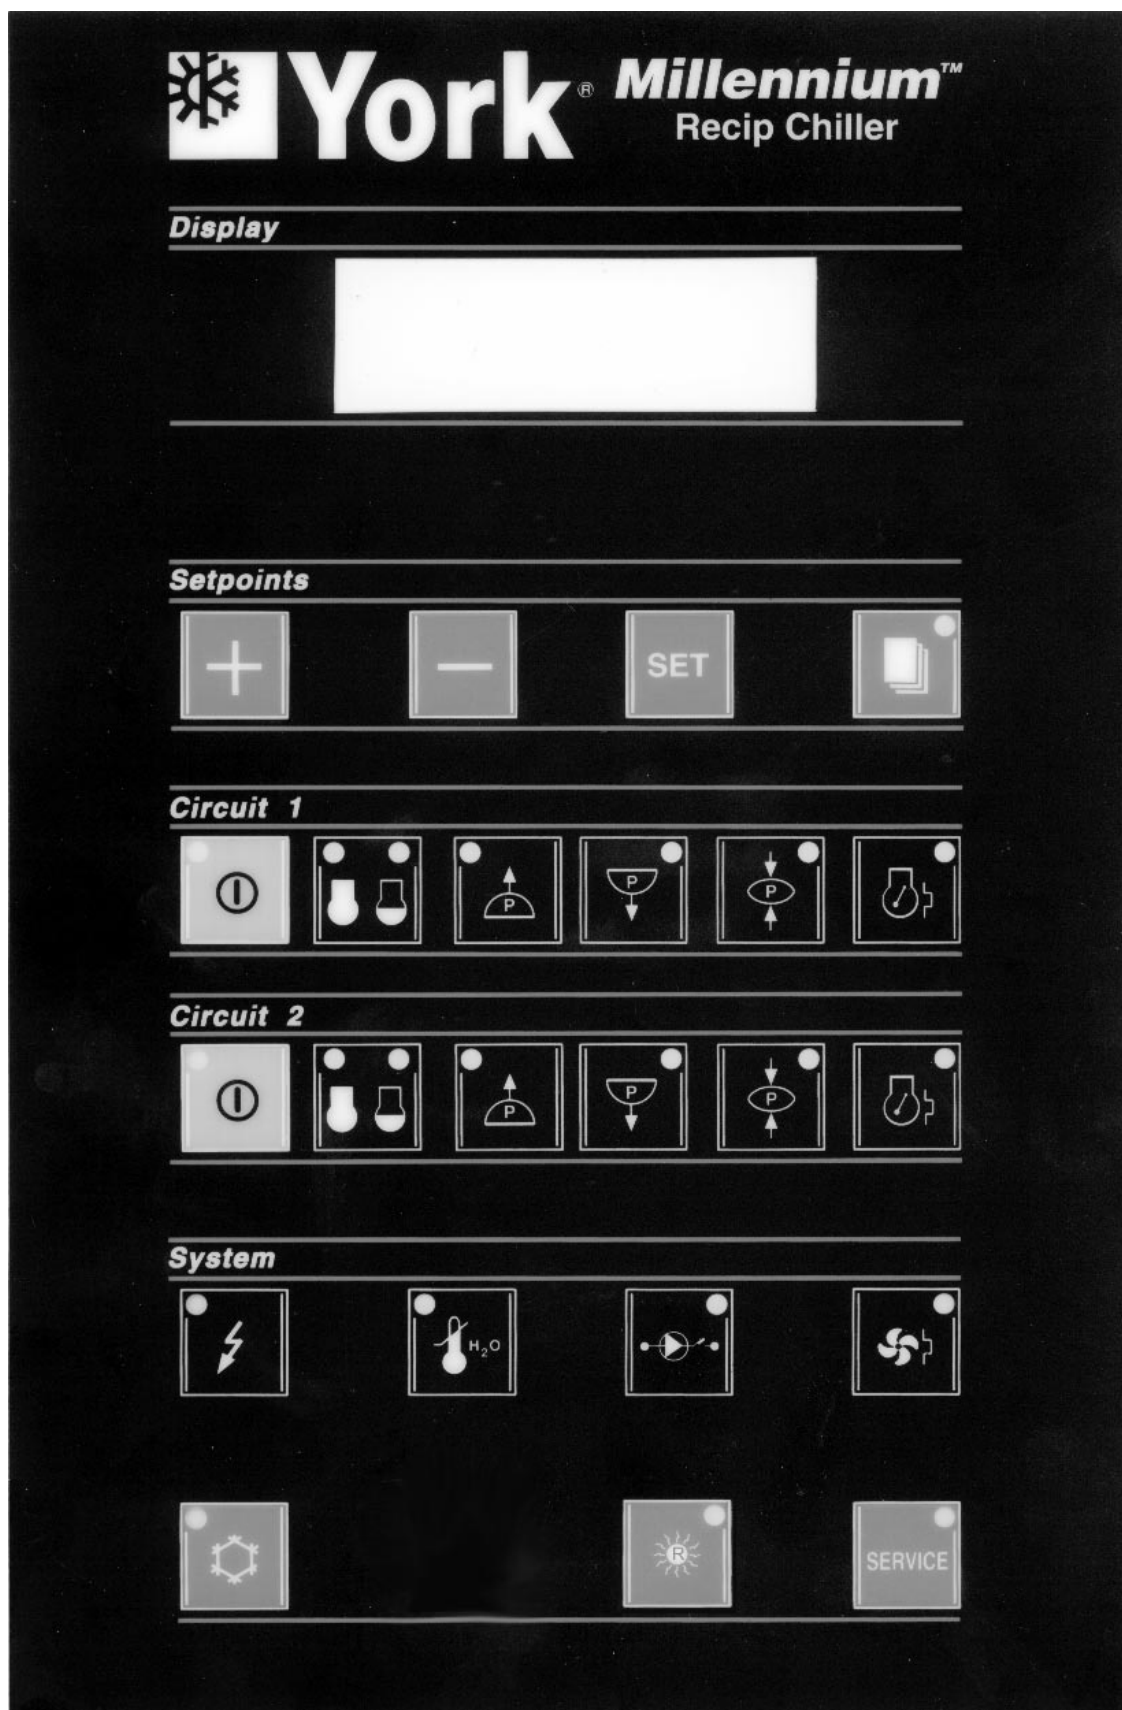 York® Millennium™
Recip Chiller
Display
Setpoints
SET
Circuit 1
P P P
Circuit 2
P P P
System
H₂O
R SERVICE